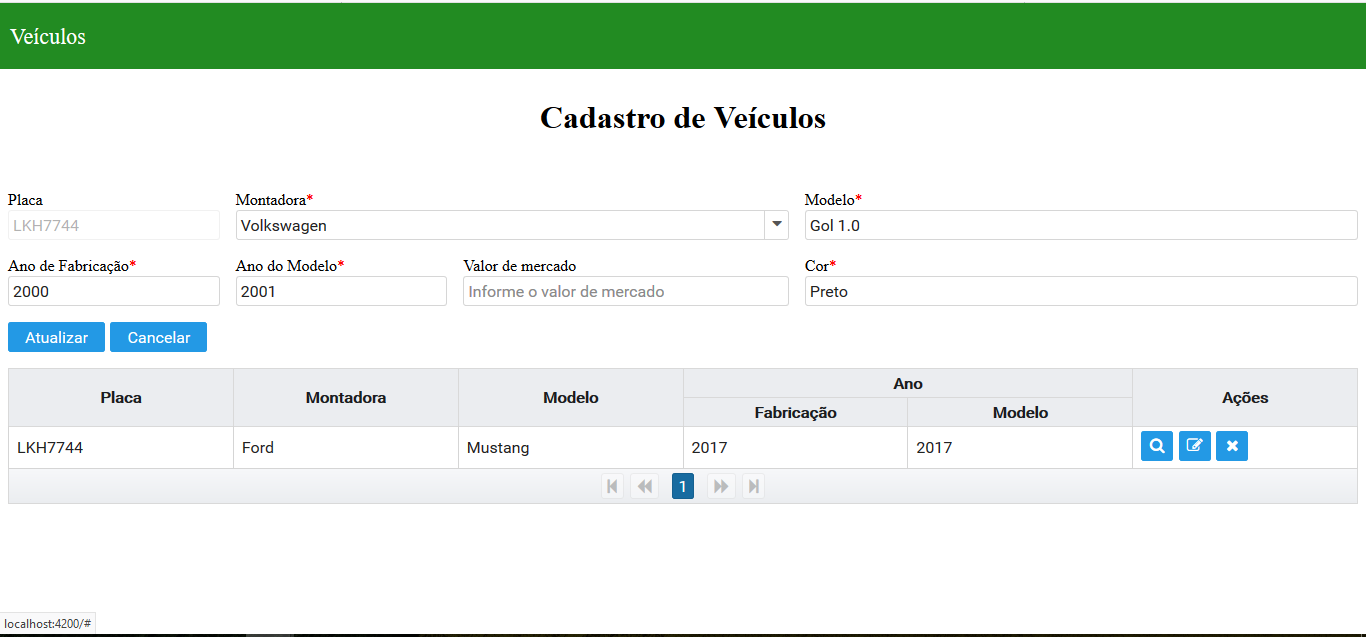 Veículos
Cadastro de Veículos
Placa Montadora* Modelo*
LKH7744 Volkswagen Gol 1.0
Ano de Fabricação* Ano do Modelo* Valor de mercado Cor*
2000 2001 Informe o valor de mercado Preto
Atualizar Cancelar
Placa Montadora Modelo Ano Ações
Fabricação Modelo
LKH7744 Ford Mustang 2017 2017
1
localhost:4200/#